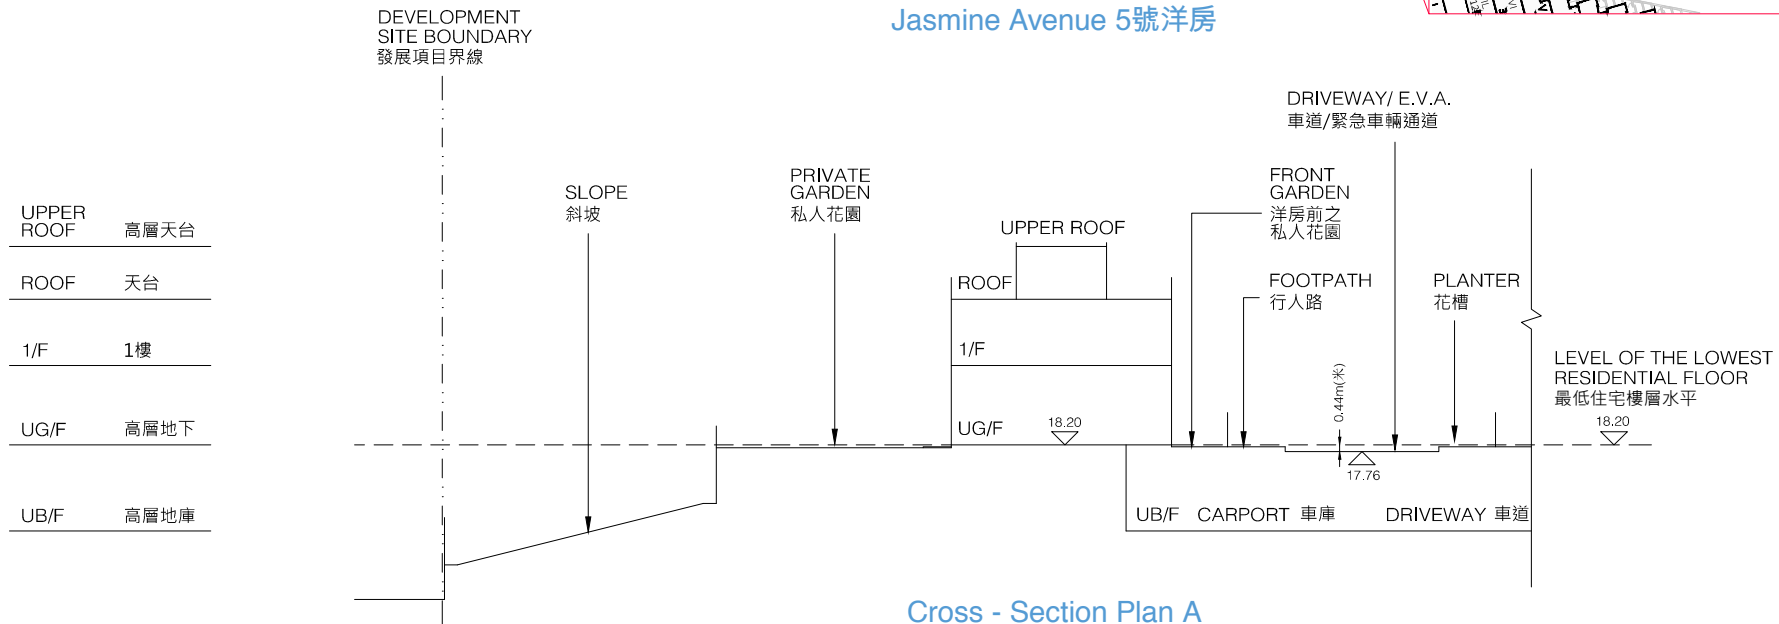 Jasmine Avenue 5號洋房
DEVELOPMENT
SITE BOUNDARY
發展項目界線
DRIVEWAY/ E.V.A.
車道/緊急車輛通道
SLOPE
斜坡
PRIVATE
GARDEN
私人花園
FRONT
GARDEN
洋房前之
私人花園
UPPER
ROOF 高層天台
UPPER ROOF
ROOF 天台
ROOF
FOOTPATH
行人路
PLANTER
花槽
1/F 1樓
1/F
0.44m(米)
LEVEL OF THE LOWEST
RESIDENTIAL FLOOR
最低住宅樓層水平
UG/F 高層地下
UG/F
18.20
18.20
17.76
UB/F 高層地庫
UB/F CARPORT 車庫 DRIVEWAY 車道
Cross - Section Plan A